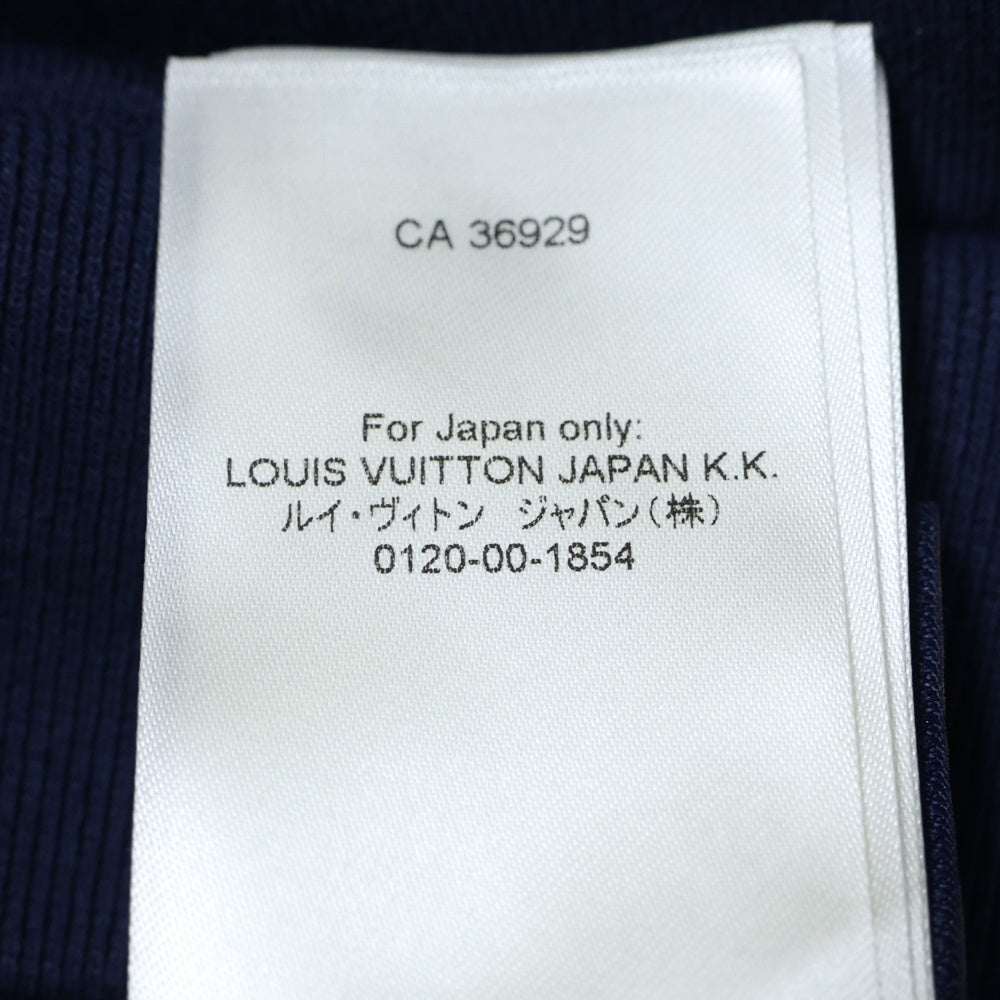 CA 36929
For Japan only:
LOUIS VUITTON JAPAN K.K.
ルイ・ヴィトン　ジャパン(株)
0120-00-1854